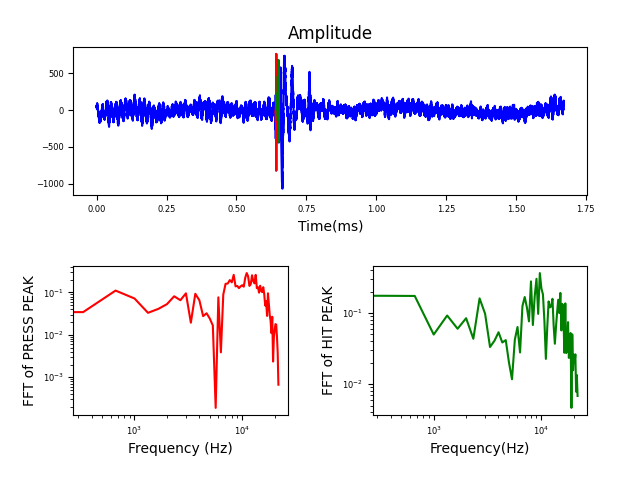 Amplitude
500
0
−500
−1000
0.00 0.25 0.50 0.75 1.00 1.25 1.50 1.75
Time(ms)
FFT of PRESS PEAK
10⁻¹
10⁻²
10⁻³
10³ 10⁴
Frequency (Hz)
FFT of HIT PEAK
10⁻¹
10⁻²
10³ 10⁴
Frequency(Hz)